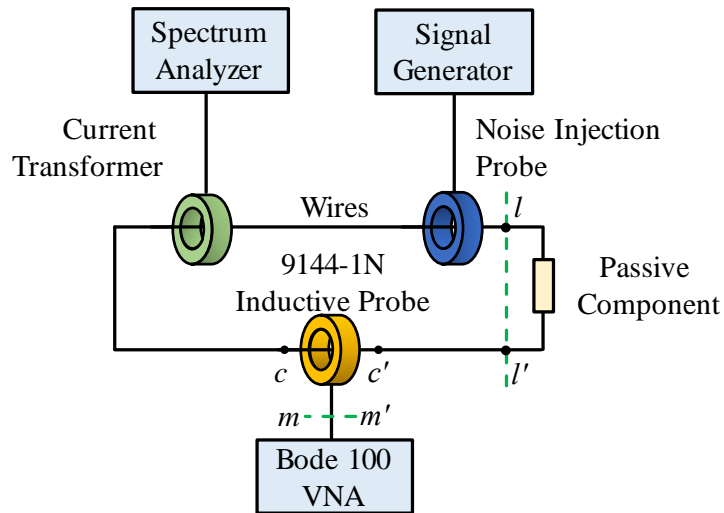 Spectrum
Analyzer
Signal
Generator
Current
Transformer
Noise Injection
Probe
Wires
l
9144-1N
Inductive Probe
Passive
Component
c
c'
l'
m
m'
Bode 100
VNA